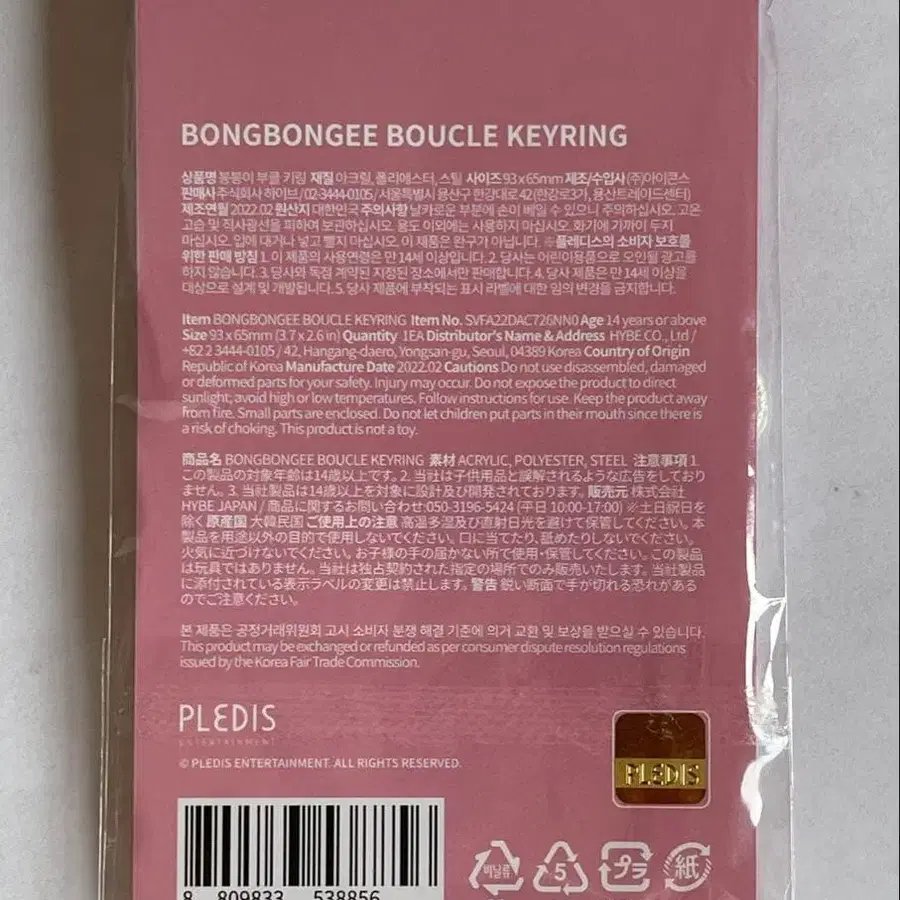 BONGBONGEE BOUCLE KEYRING
상품명 봉봉이 부클 키링 재질 아크릴, 폴리에스터, 스틸 사이즈 93 x 65mm 제조/수입사 (주)아이컨스
판매사 주식회사 하이브 / 02-3444-0105 / 서울특별시 용산구 한강대로 42 (한강로3가, 용산트레이드센터)
제조연월 2022.02 원산지 대한민국 주의사항 날카로운 부분에 손이 베일 수 있으니 주의하십시오. 고온
고습 및 직사광선을 피하여 보관하십시오. 용도 이외에는 사용하지 마십시오 화기에 가까이 두지
마십시오. 입에 대거나 넣고 빨지 마십시오. 이 제품은 완구가 아닙니다. ※플레디스의 소비자 보호를
위한 판매 방침 1. 이 제품의 사용연령은 만 14세 이상입니다. 2. 당사는 어린이용품으로 오인될 광고를
하지 않습니다. 3. 당사와 독점 계약된 지정된 장소에서만 판매합니다. 4. 당사 제품은 만 14세 이상을
대상으로 설계 및 개발됩니다. 5. 당사 제품에 부착되는 표시 라벨에 대한 임의 변경을 금지합니다.
Item BONGBONGEE BOUCLE KEYRING Item No. SVFA22DAC726NN0 Age 14 years or above
Size 93 x 65mm (3.7 x 2.6 in) Quantity 1EA Distributor's Name & Address HYBE CO., Ltd /
+82 2 3444-0105 / 42, Hangang-daero, Yongsan-gu, Seoul, 04389 Korea Country of Origin
Republic of Korea Manufacture Date 2022.02 Cautions Do not use disassembled, damaged
or deformed parts for your safety. Injury may occur. Do not expose the product to direct
sunlight; avoid high or low temperatures. Follow instructions for use. Keep the product away
from fire. Small parts are enclosed. Do not let children put parts in their mouth since there is
a risk of choking. This product is not a toy.
商品名 BONGBONGEE BOUCLE KEYRING 素材 ACRYLIC, POLYESTER, STEEL 注意事項 1.
この製品の対象年齢は14歳以上です。2. 当社は子供用品と誤解されるような広告をしており
ません。3. 当社製品は14歳以上を対象に設計及び開発されております。販売元 株式会社
HYBE JAPAN / 商品に関するお問い合わせ: 050-3196-5424 (平日 10:00-17:00) ※土日祝日を
除く 原産国 大韓民国 ご使用上の注意 高温多湿及び直射日光を避けて保管してください。本
製品を用途以外の目的で使用しないでください。口に当てたり、舐めたりしないでください。
火気に近づけないでください。お子様の手の届かない所で使用・保管してください。この製品
は玩具ではありません。当社は独占契約された指定の場所でのみ販売いたします。当社製品
に添付されている表示ラベルの変更は禁止します。警告 鋭い断面で手が切れる恐れがある
のでご注意ください。
본 제품은 공정거래위원회 고시 소비자 분쟁 해결 기준에 의거 교환 및 보상을 받으실 수 있습니다.
This product may be exchanged or refunded as per consumer dispute resolution regulations
issued by the Korea Fair Trade Commission.
PLEDIS
ENTERTAINMENT
© PLEDIS ENTERTAINMENT. ALL RIGHTS RESERVED.
PLEDIS
비닐류 5 プラ 紙
8 809833 538856